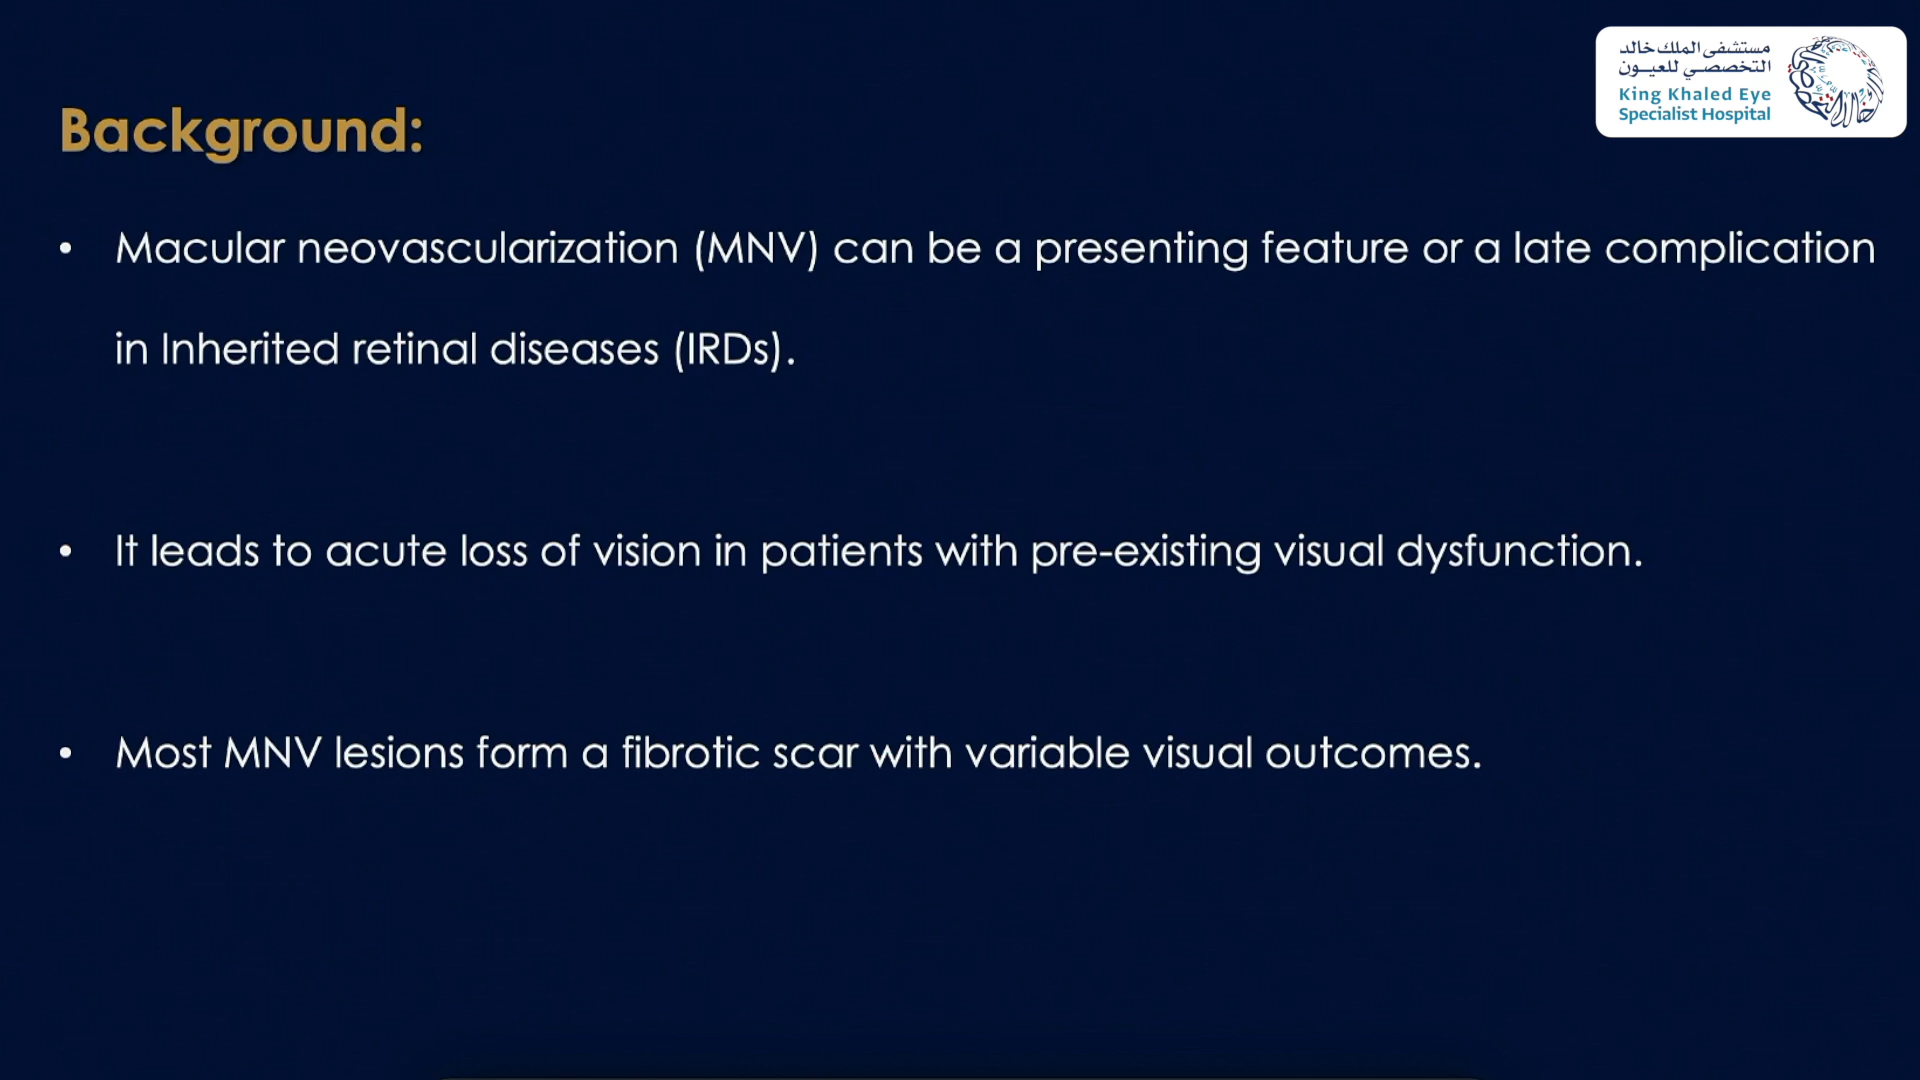 مستشفى الملك خالد
التخصصي للعيون
King Khaled Eye
Specialist Hospital
Background:
• Macular neovascularization (MNV) can be a presenting feature or a late complication
in Inherited retinal diseases (IRDs).
• It leads to acute loss of vision in patients with pre-existing visual dysfunction.
• Most MNV lesions form a fibrotic scar with variable visual outcomes.